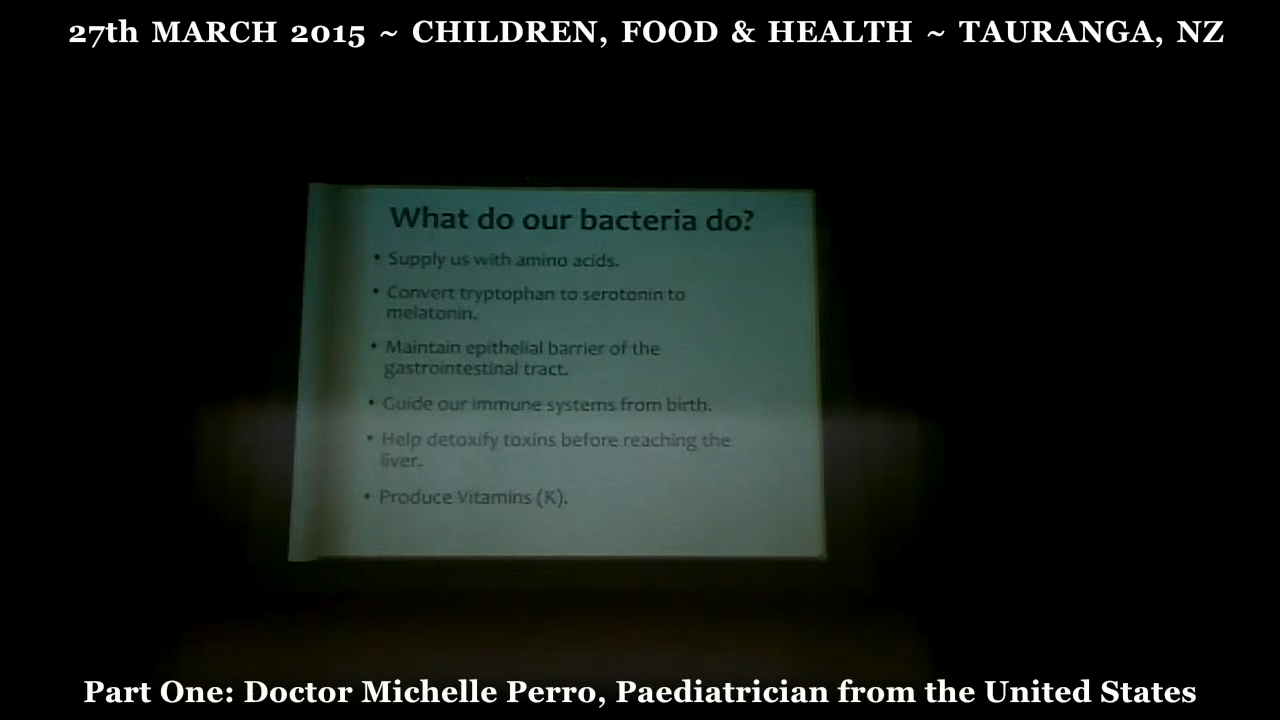 27th MARCH 2015 ~ CHILDREN, FOOD & HEALTH ~ TAURANGA, NZ
What do our bacteria do?
• Supply us with amino acids.
• Convert tryptophan to serotonin to
melatonin.
• Maintain epithelial barrier of the
gastrointestinal tract.
• Guide our immune systems from birth.
• Help detoxify toxins before reaching the
liver.
• Produce Vitamins (K).
Part One: Doctor Michelle Perro, Paediatrician from the United States